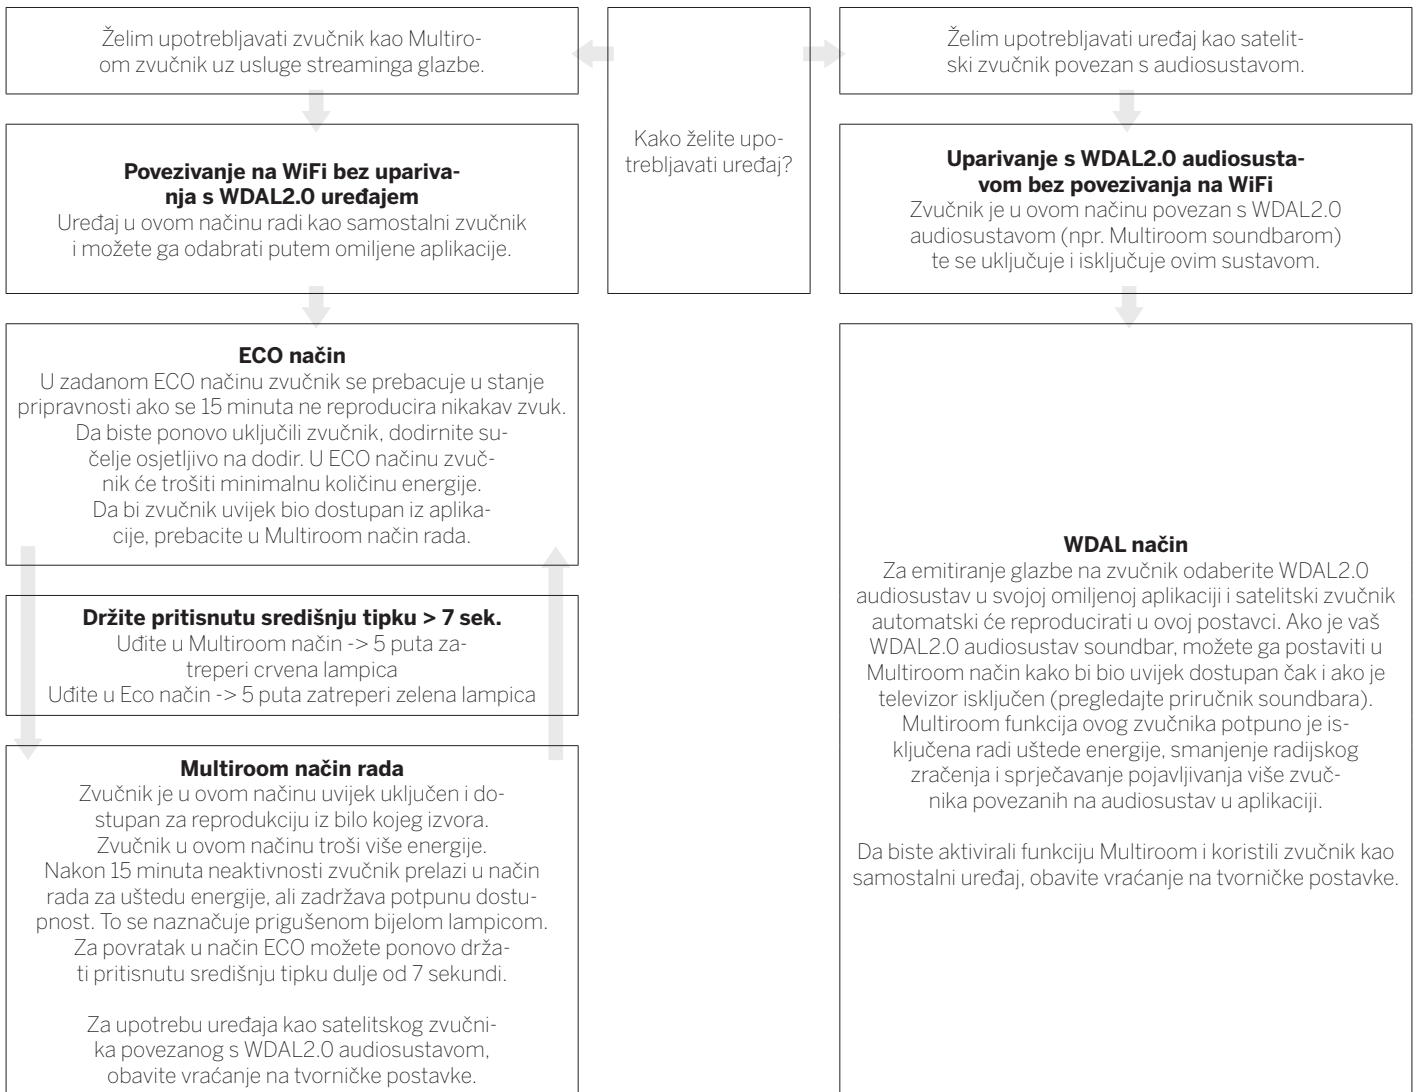 Želim upotrebljavati zvučnik kao Multiro-
om zvučnik uz usluge streaminga glazbe.
Kako želite upo-
trebljavati uređaj?
Želim upotrebljavati uređaj kao satelit-
ski zvučnik povezan s audiosustavom.
Povezivanje na WiFi bez upariva-
nja s WDAL2.0 uređajem
Uređaj u ovom načinu radi kao samostalni zvučnik
i možete ga odabrati putem omiljene aplikacije.
Uparivanje s WDAL2.0 audiosusta-
vom bez povezivanja na WiFi
Zvučnik je u ovom načinu povezan s WDAL2.0
audiosustavom (npr. Multiroom soundbarom)
te se uključuje i isključuje ovim sustavom.
ECO način
U zadanom ECO načinu zvučnik se prebacuje u stanje
pripravnosti ako se 15 minuta ne reproducira nikakav zvuk.
Da biste ponovo uključili zvučnik, dodirnite su-
čelje osjetljivo na dodir. U ECO načinu zvuč-
nik će trošiti minimalnu količinu energije.
Da bi zvučnik uvijek bio dostupan iz aplika-
cije, prebacite u Multiroom način rada.
Držite pritisnutu središnju tipku > 7 sek.
Uđite u Multiroom način -> 5 puta za-
treperi crvena lampica
Uđite u Eco način -> 5 puta zatreperi zelena lampica
Multiroom način rada
Zvučnik je u ovom načinu uvijek uključen i do-
stupan za reprodukciju iz bilo kojeg izvora.
Zvučnik u ovom načinu troši više energije.
Nakon 15 minuta neaktivnosti zvučnik prelazi u način
rada za uštedu energije, ali zadržava potpunu dostu-
pnost. To se naznačuje prigušenom bijelom lampicom.
Za povratak u način ECO možete ponovo drža-
ti pritisnutu središnju tipku dulje od 7 sekundi.
Za upotrebu uređaja kao satelitskog zvučni-
ka povezanog s WDAL2.0 audiosustavom,
obavite vraćanje na tvorničke postavke.
WDAL način
Za emitiranje glazbe na zvučnik odaberite WDAL2.0
audiosustav u svojoj omiljenoj aplikaciji i satelitski zvučnik
automatski će reproducirati u ovoj postavci. Ako je vaš
WDAL2.0 audiosustav soundbar, možete ga postaviti u
Multiroom način kako bi bio uvijek dostupan čak i ako je
televizor isključen (pregledajte priručnik soundbara).
Multiroom funkcija ovog zvučnika potpuno je is-
ključena radi uštede energije, smanjenje radijskog
zračenja i sprječavanje pojavljivanja više zvuč-
nika povezanih na audiosustav u aplikaciji.
Da biste aktivirali funkciju Multiroom i koristili zvučnik kao
samostalni uređaj, obavite vraćanje na tvorničke postavke.